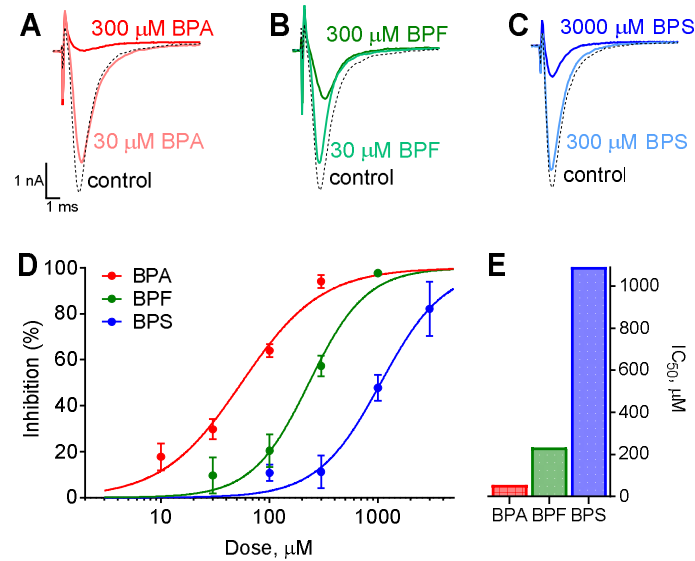 A
300 μM BPA
30 μM BPA
control
1 nA
1 ms
B
300 μM BPF
30 μM BPF
control
C
3000 μM BPS
300 μM BPS
control
D
BPA
BPF
BPS
Inhibition (%)
100
80
60
40
20
0
10
100
1000
Dose, μM
E
1000
800
600
400
200
0
IC50, μM
BPA
BPF
BPS